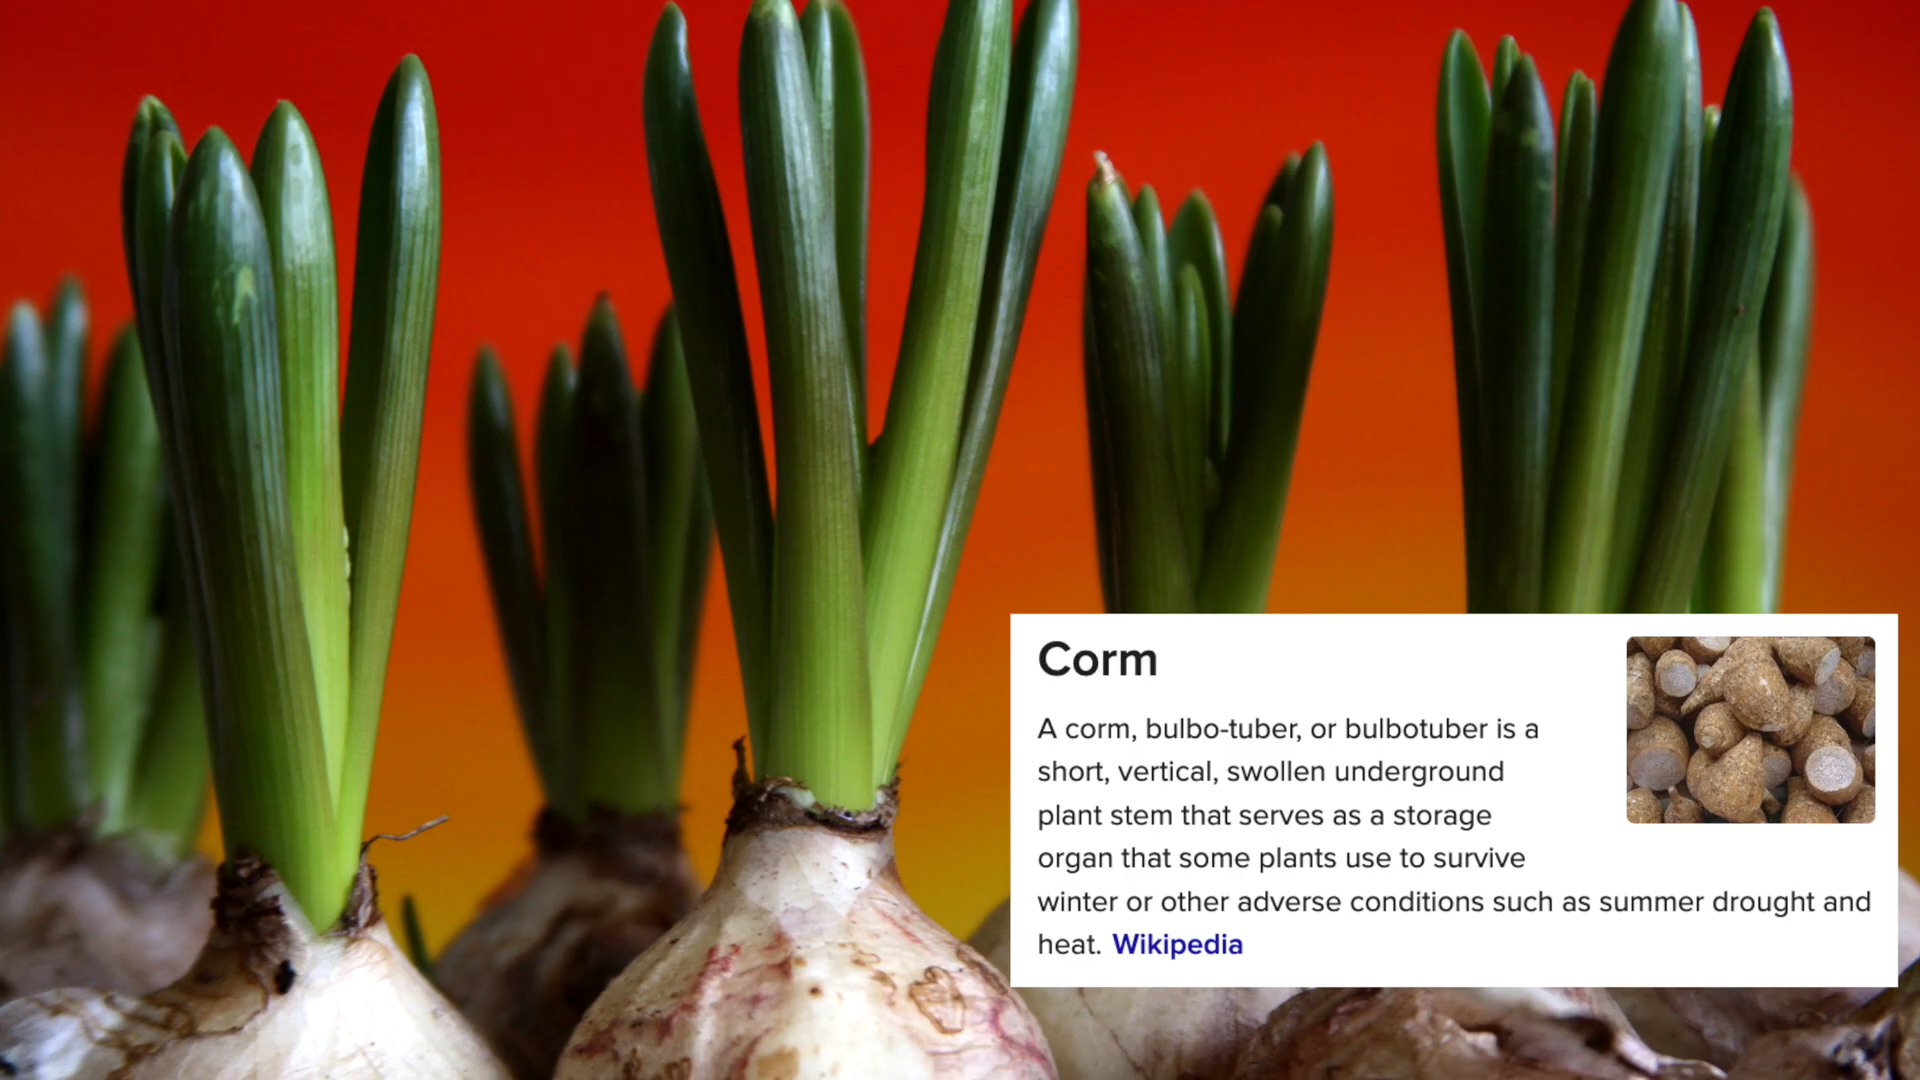 Corm
A corm, bulbo-tuber, or bulbotuber is a
short, vertical, swollen underground
plant stem that serves as a storage
organ that some plants use to survive
winter or other adverse conditions such as summer drought and
heat. Wikipedia